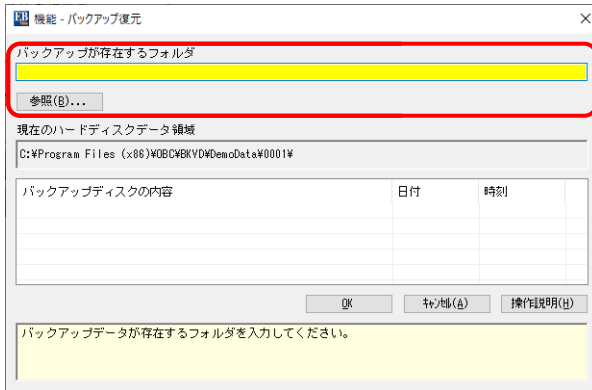 EB 機能 - バックアップ復元
バックアップが存在するフォルダ
参照(B)...
現在のハードディスクデータ領域
C:¥Program Files (x86)¥OBC¥BKVD¥DemoData¥0001¥
バックアップディスクの内容 日付 時刻
OK ｷｬﾝｾﾙ(A) 操作説明(H)
バックアップデータが存在するフォルダを入力してください。